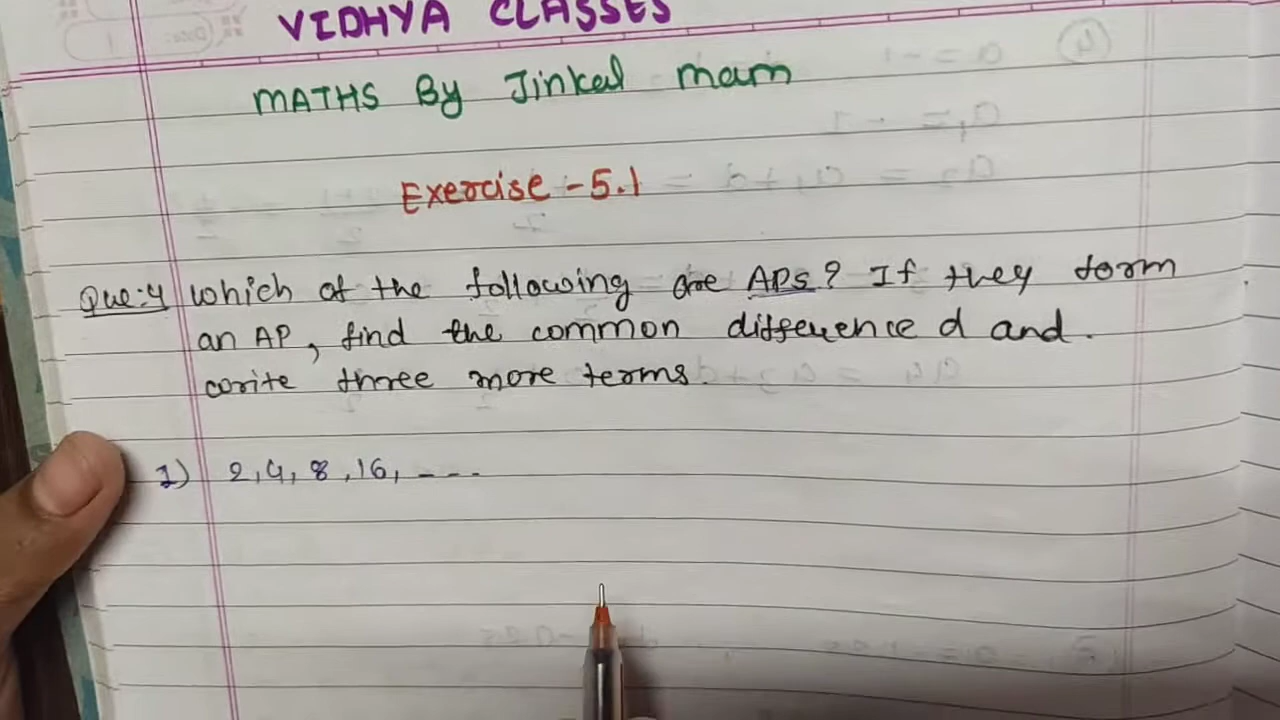 VIDHYA CLASSES
MATHS By Jinkal mam
Exercise - 5.1
Que:4 which of the following are APs? If they form
an AP, find the common difference d and.
write three more terms.
1) 2, 4, 8, 16, ----